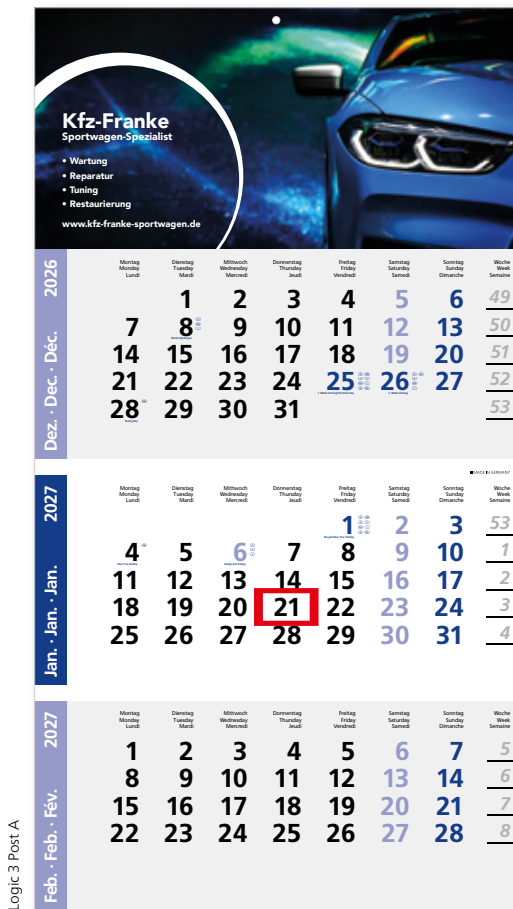 Kfz-Franke
Sportwagen-Spezialist
• Wartung
• Reparatur
• Tuning
• Restaurierung
www.kfz-franke-sportwagen.de
2026
Dez. · Dec. · Déc.
Montag Dienstag Mittwoch Donnerstag Freitag Samstag Sonntag Woche
Monday Tuesday Wednesday Thursday Friday Saturday Sunday Week
Lundi Mardi Mercredi Jeudi Vendredi Samedi Dimanche Semaine
1 2 3 4 5 6 49
7 8 9 10 11 12 13 50
14 15 16 17 18 19 20 51
21 22 23 24 25 26 27 52
28 29 30 31 53
MADE IN GERMANY
2027
Jan. · Jan. · Jan.
Montag Dienstag Mittwoch Donnerstag Freitag Samstag Sonntag Woche
Monday Tuesday Wednesday Thursday Friday Saturday Sunday Week
Lundi Mardi Mercredi Jeudi Vendredi Samedi Dimanche Semaine
1 2 3 53
4 5 6 7 8 9 10 1
11 12 13 14 15 16 17 2
18 19 20 21 22 23 24 3
25 26 27 28 29 30 31 4
2027
Feb. · Feb. · Fév.
Montag Dienstag Mittwoch Donnerstag Freitag Samstag Sonntag Woche
Monday Tuesday Wednesday Thursday Friday Saturday Sunday Week
Lundi Mardi Mercredi Jeudi Vendredi Samedi Dimanche Semaine
1 2 3 4 5 6 7 5
8 9 10 11 12 13 14 6
15 16 17 18 19 20 21 7
22 23 24 25 26 27 28 8
Logic 3 Post A